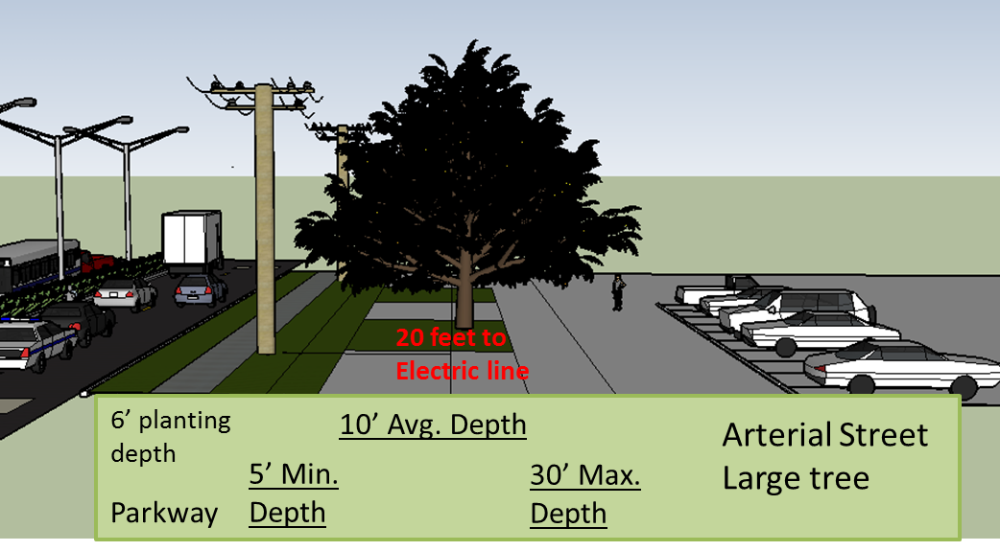 20 feet to
Electric line
6’ planting
depth
10’ Avg. Depth
Arterial Street
Large tree
5’ Min.
Depth
30’ Max.
Depth
Parkway